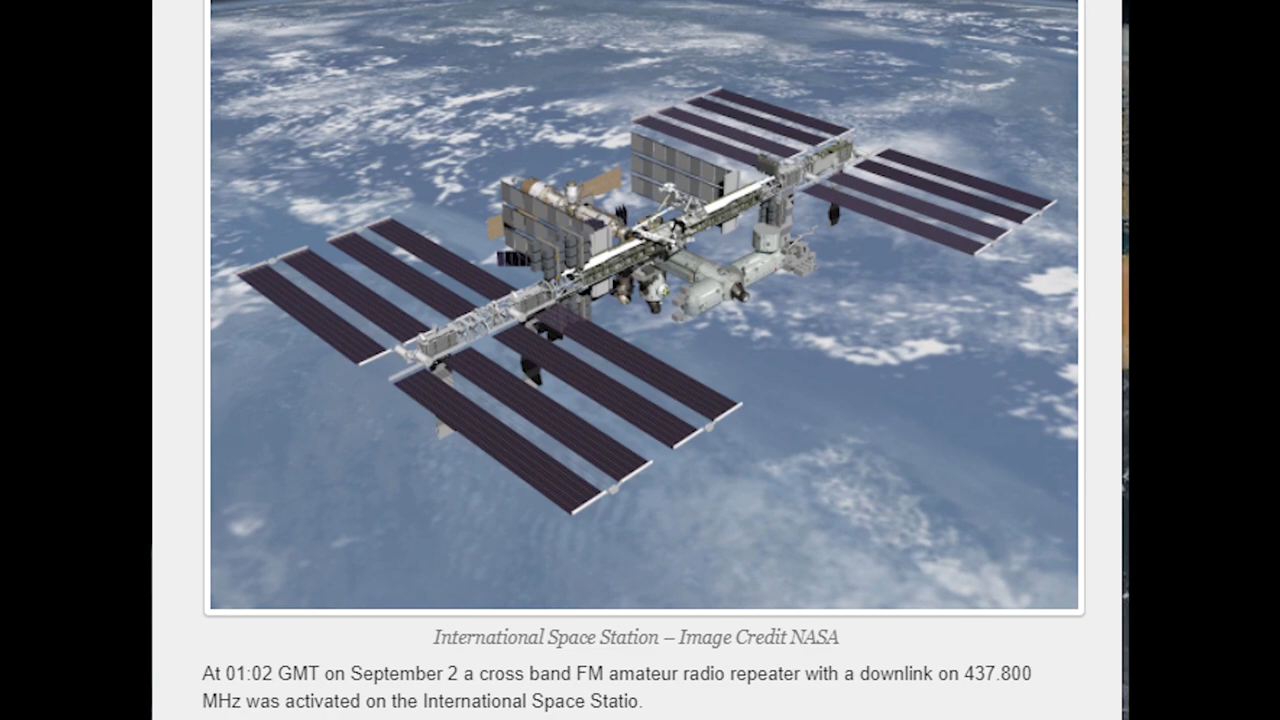 International Space Station – Image Credit NASA
At 01:02 GMT on September 2 a cross band FM amateur radio repeater with a downlink on 437.800
MHz was activated on the International Space Statio.